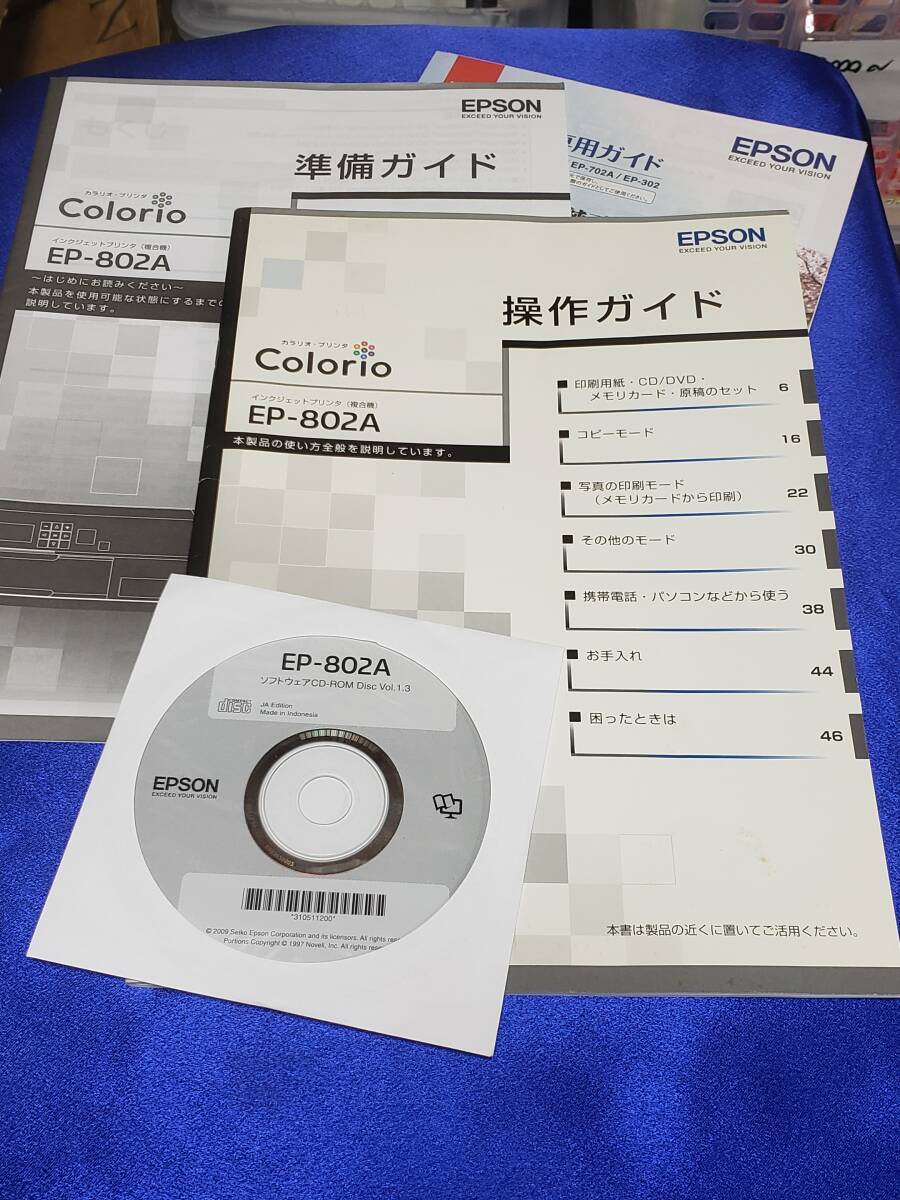 EPSON
EXCEED YOUR VISION
準備ガイド
カラリオ・プリンタ
Colorio
インクジェットプリンタ（複合機）
EP-802A
～はじめにお読みください～
本製品を使用可能な状態にするまでの
説明しています。
EPSON
EXCEED YOUR VISION
用ガイド
EP-702A / EP-302
EPSON
EXCEED YOUR VISION
操作ガイド
カラリオ・プリンタ
Colorio
インクジェットプリンタ（複合機）
EP-802A
本製品の使い方全般を説明しています。
印刷用紙・CD/DVD・
メモリカード・原稿のセット 6
コピーモード 16
写真の印刷モード
（メモリカードから印刷） 22
その他のモード 30
携帯電話・パソコンなどから使う 38
お手入れ 44
困ったときは 46
本書は製品の近くに置いてご活用ください。
EP-802A
ソフトウェアCD-ROM Disc Vol.1.3
COMPACT
disc
JA Edition
Made in Indonesia
EPSON
EXCEED YOUR VISION
*310511200*
© 2009 Seiko Epson Corporation and its licensors. All rights
Portions Copyright © 1997 Novell, Inc. All rights